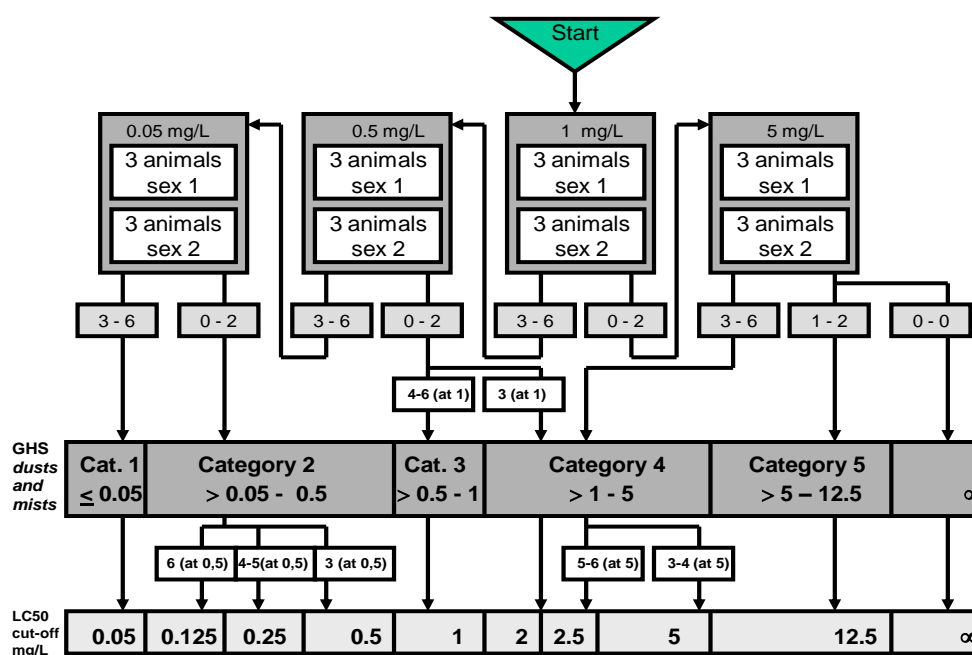 Start
0.05 mg/L
0.5 mg/L
1 mg/L
5 mg/L
3 animals
sex 1
3 animals
sex 1
3 animals
sex 1
3 animals
sex 1
3 animals
sex 2
3 animals
sex 2
3 animals
sex 2
3 animals
sex 2
3 - 6
0 - 2
3 - 6
0 - 2
3 - 6
0 - 2
3 - 6
1 - 2
0 - 0
4-6 (at 1)
3 (at 1)
GHS
dusts
and
mists
Cat. 1
≤ 0.05
Category 2
> 0.05 - 0.5
Cat. 3
> 0.5 - 1
Category 4
> 1 - 5
Category 5
> 5 – 12.5
∞
6 (at 0,5)
4-5(at 0,5)
3 (at 0,5)
5-6 (at 5)
3-4 (at 5)
LC50
cut-off
mg/L
0.05
0.125
0.25
0.5
1
2
2.5
5
12.5
∞